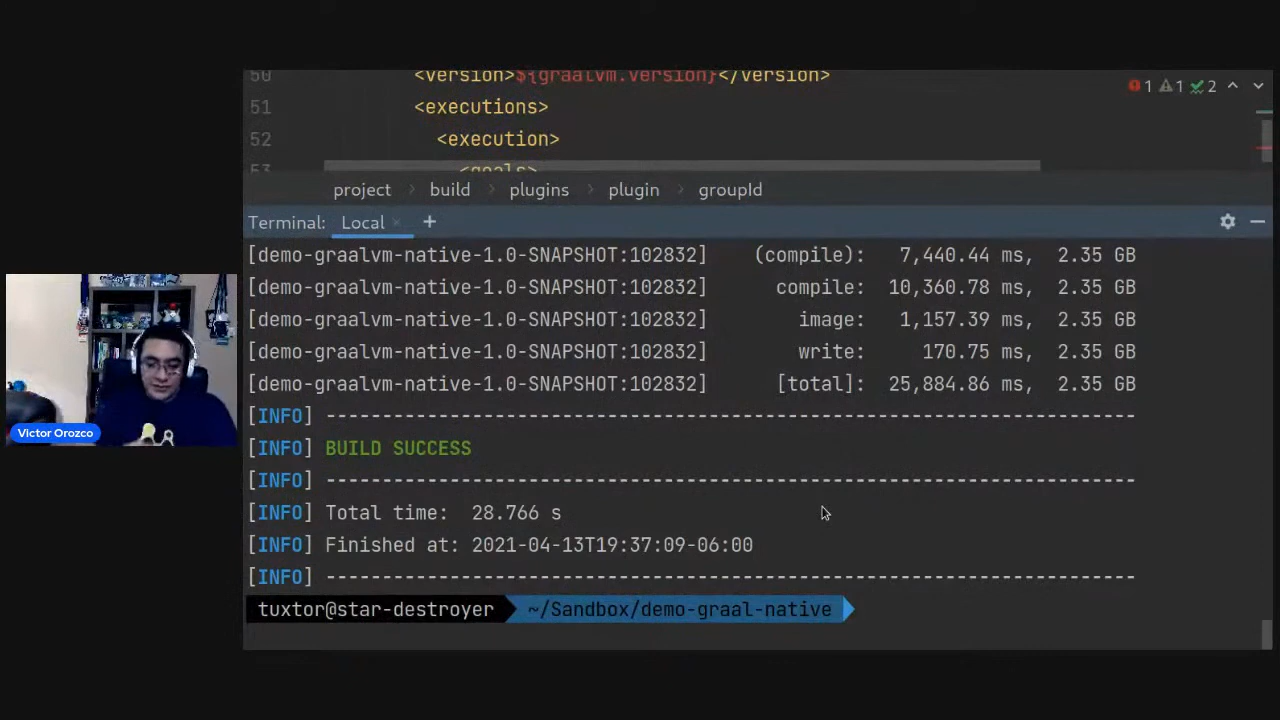 50 <version>${graalvm.version}</version>
1 1 2
51 <executions>
52 <execution>
53 <goals>
project > build > plugins > plugin > groupId
Terminal: Local × +
[demo-graalvm-native-1.0-SNAPSHOT:102832] (compile): 7,440.44 ms, 2.35 GB
[demo-graalvm-native-1.0-SNAPSHOT:102832] compile: 10,360.78 ms, 2.35 GB
[demo-graalvm-native-1.0-SNAPSHOT:102832] image: 1,157.39 ms, 2.35 GB
[demo-graalvm-native-1.0-SNAPSHOT:102832] write: 170.75 ms, 2.35 GB
[demo-graalvm-native-1.0-SNAPSHOT:102832] [total]: 25,884.86 ms, 2.35 GB
[INFO] ------------------------------------------------------------------------
[INFO] BUILD SUCCESS
[INFO] ------------------------------------------------------------------------
[INFO] Total time: 28.766 s
[INFO] Finished at: 2021-04-13T19:37:09-06:00
[INFO] ------------------------------------------------------------------------
tuxtor@star-destroyer ~/Sandbox/demo-graal-native
Victor Orozco